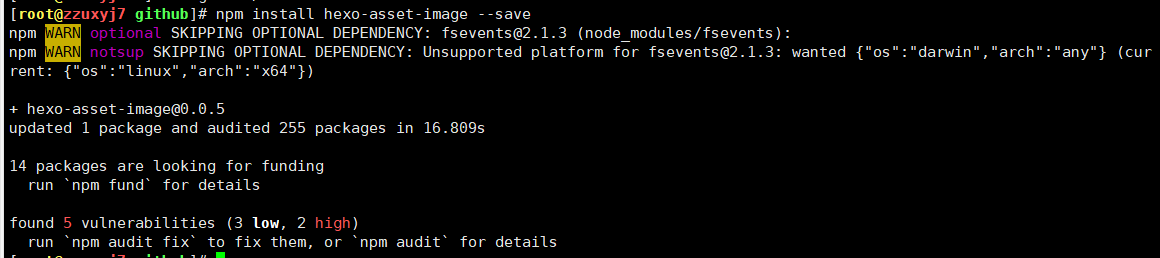 [root@zzuxyj7 github]# npm install hexo-asset-image --save
npm WARN optional SKIPPING OPTIONAL DEPENDENCY: fsevents@2.1.3 (node_modules/fsevents):
npm WARN notsup SKIPPING OPTIONAL DEPENDENCY: Unsupported platform for fsevents@2.1.3: wanted {"os":"darwin","arch":"any"} (cur
rent: {"os":"linux","arch":"x64"})
+ hexo-asset-image@0.0.5
updated 1 package and audited 255 packages in 16.809s
14 packages are looking for funding
run `npm fund` for details
found 5 vulnerabilities (3 low, 2 high)
run `npm audit fix` to fix them, or `npm audit` for details